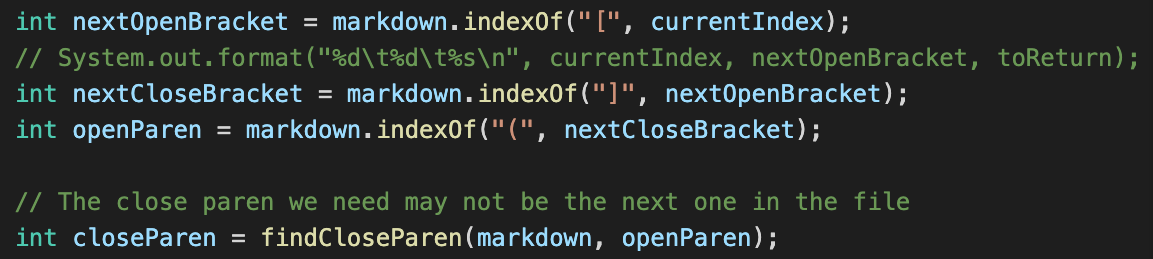 int nextOpenBracket = markdown.indexOf("[", currentIndex);
// System.out.format("%d\t%d\t%s\n", currentIndex, nextOpenBracket, toReturn);
int nextCloseBracket = markdown.indexOf("]", nextOpenBracket);
int openParen = markdown.indexOf("(", nextCloseBracket);

// The close paren we need may not be the next one in the file
int closeParen = findCloseParen(markdown, openParen);